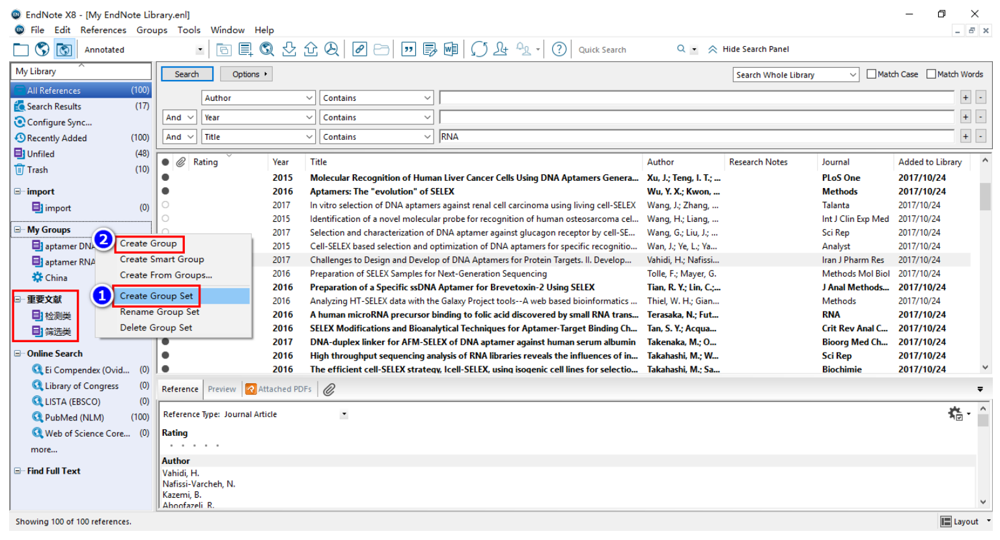 EndNote X8 - [My EndNote Library.enl]
File Edit References Groups Tools Window Help
Annotated Quick Search Hide Search Panel
My Library
All References (100)
Search Results (17)
Configure Sync...
Recently Added (100)
Unfiled (48)
Trash (10)
import
import (0)
My Groups
aptamer DNA
aptamer RNA
China
重要文献
检测类
筛选类
Online Search
Ei Compendex (Ovid... (0)
Library of Congress (0)
LISTA (EBSCO) (0)
PubMed (NLM) (100)
Web of Science Core... (0)
more...
Find Full Text
2 Create Group
Create Smart Group
Create From Groups...
1 Create Group Set
Rename Group Set
Delete Group Set
Search Options Search Whole Library Match Case Match Words
Author Contains
And Year Contains
And Title Contains RNA
Rating Year Title Author Research Notes Journal Added to Library
2015 Molecular Recognition of Human Liver Cancer Cells Using DNA Aptamers Genera... Xu, J.; Teng, I. T.; ... PLoS One 2017/10/24
2016 Aptamers: The "evolution" of SELEX Wu, Y. X.; Kwon, ... Methods 2017/10/24
2017 In vitro selection of DNA aptamers against renal cell carcinoma using living cell-SELEX Wang, J.; Zhang, ... Talanta 2017/10/24
2015 Identification of a novel molecular probe for recognition of human osteosarcoma cel... Wang, H.; Liang, ... Int J Clin Exp Med 2017/10/24
2017 Selection and characterization of DNA aptamer against glucagon receptor by cell-SE... Wang, G.; Liu, J.; ... Sci Rep 2017/10/24
2015 Cell-SELEX based selection and optimization of DNA aptamers for specific recognitio... Wan, J.; Ye, L.; Ya... Analyst 2017/10/24
2017 Challenges to Design and Develop of DNA Aptamers for Protein Targets. II. Develop... Vahidi, H.; Nafissi... Iran J Pharm Res 2017/10/24
2016 Preparation of SELEX Samples for Next-Generation Sequencing Tolle, F.; Mayer, G. Methods Mol Biol 2017/10/24
2016 Preparation of a Specific ssDNA Aptamer for Brevetoxin-2 Using SELEX Tian, R. Y.; Lin, C.;... J Anal Methods... 2017/10/24
2016 Analyzing HT-SELEX data with the Galaxy Project tools--A web based bioinformatics ... Thiel, W. H.; Gian... Methods 2017/10/24
2016 A human microRNA precursor binding to folic acid discovered by small RNA trans... Terasaka, N.; Fut... RNA 2017/10/24
2016 SELEX Modifications and Bioanalytical Techniques for Aptamer-Target Binding Ch... Tan, S. Y.; Acqua... Crit Rev Anal C... 2017/10/24
2017 DNA-duplex linker for AFM-SELEX of DNA aptamer against human serum albumin Takenaka, M.; O... Bioorg Med Ch... 2017/10/24
2016 High throughput sequencing analysis of RNA libraries reveals the influences of in... Takahashi, M.; W... Sci Rep 2017/10/24
2016 The efficient cell-SELEX strategy, Icell-SELEX, using isogenic cell lines for selectio... Takahashi, M.; Sa... Biochimie 2017/10/24
Reference Preview Attached PDFs
Reference Type: Journal Article
Rating
Author
Vahidi, H.
Nafissi-Varcheh, N.
Kazemi, B.
Aboofazeli, R.
Showing 100 of 100 references. Layout